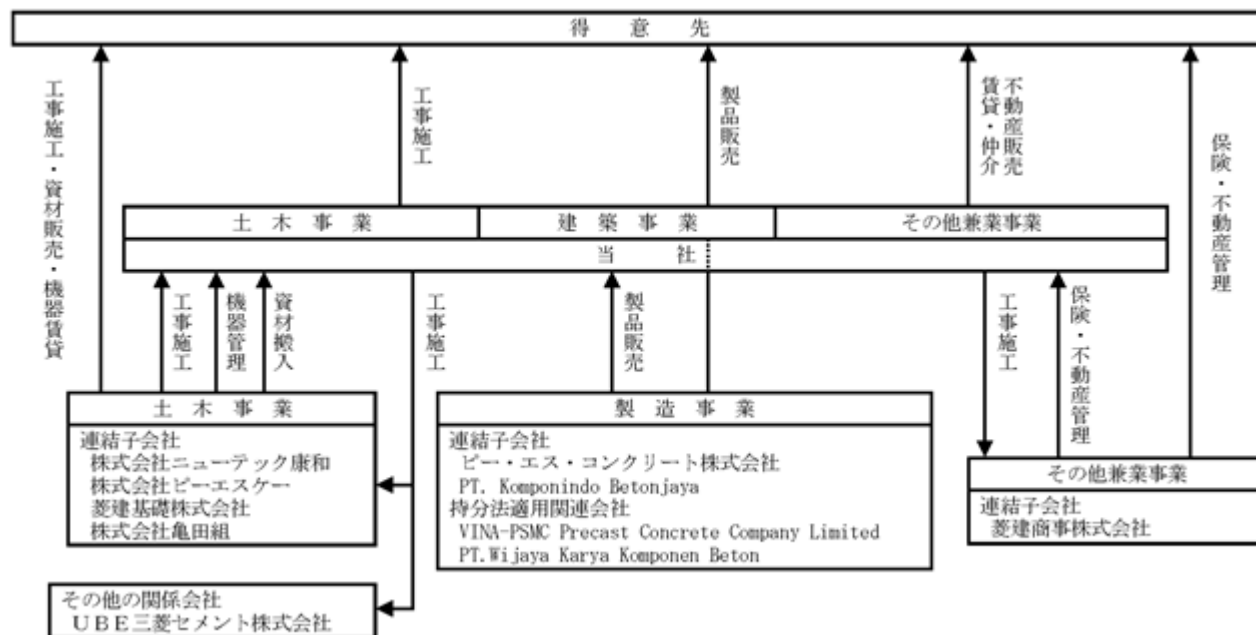 得意先
工事施工・資材販売・機器賃貸
工事施工
製品販売
不動産販売
賃貸・仲介
保険・不動産管理
土木事業
建築事業
その他兼業事業
当社
工事施工
機器管理
資材搬入
工事施工
製品販売
工事施工
保険・不動産管理
土木事業
連結子会社
株式会社ニューテック康和
株式会社ピーエスケー
菱建基礎株式会社
株式会社亀田組
製造事業
連結子会社
ピー・エス・コンクリート株式会社
PT. Komponindo Betonjaya
持分法適用関連会社
VINA-PSMC Precast Concrete Company Limited
PT.Wijaya Karya Komponen Beton
その他兼業事業
連結子会社
菱建商事株式会社
その他の関係会社
ＵＢＥ三菱セメント株式会社